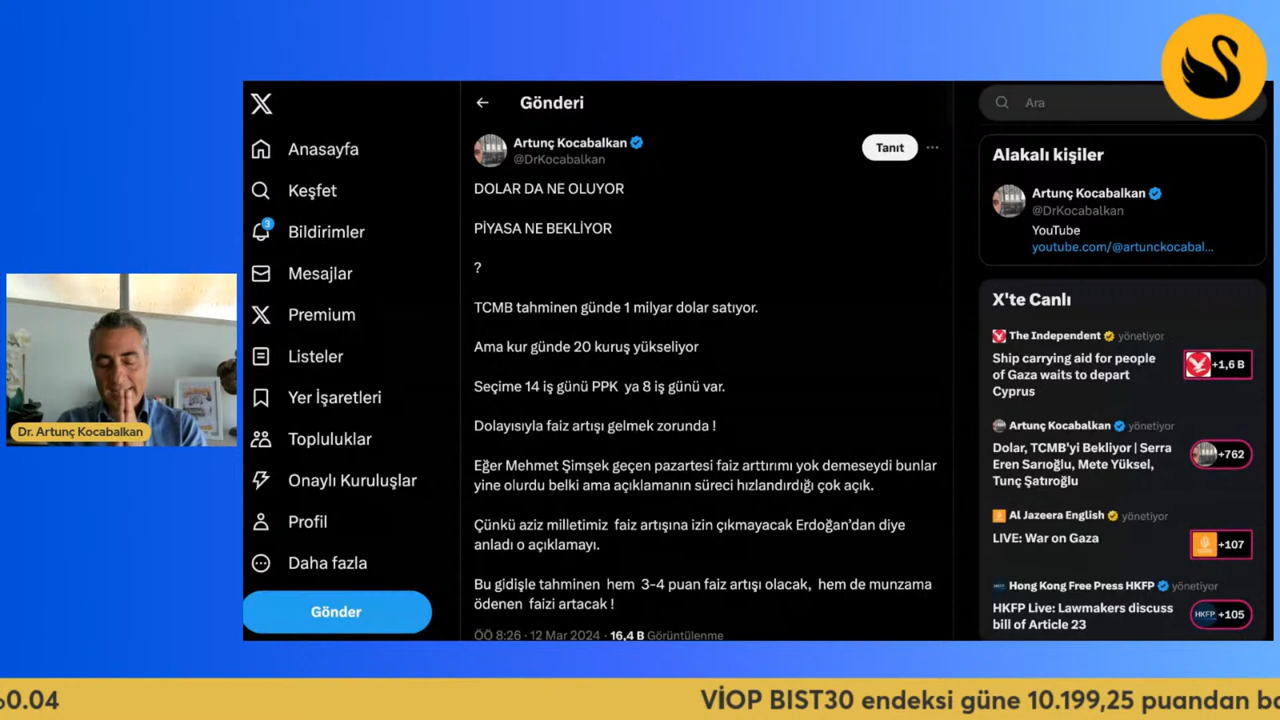 X
Anasayfa
Keşfet
3
Bildirimler
Mesajlar
Premium
Listeler
Yer İşaretleri
Topluluklar
Onaylı Kuruluşlar
Profil
Daha fazla
Gönder
Gönderi
Artunç Kocabalkan
@DrKocabalkan
Tanıt
DOLAR DA NE OLUYOR
PİYASA NE BEKLİYOR
?
TCMB tahminen günde 1 milyar dolar satıyor.
Ama kur günde 20 kuruş yükseliyor
Seçime 14 iş günü PPK ya 8 iş günü var.
Dolayısıyla faiz artışı gelmek zorunda !
Eğer Mehmet Şimşek geçen pazartesi faiz arttırımı yok demeseydi bunlar
yine olurdu belki ama açıklamanın süreci hızlandırdığı çok açık.
Çünkü aziz milletimiz faiz artışına izin çıkmayacak Erdoğan’dan diye
anladı o açıklamayı.
Bu gidişle tahminen hem 3-4 puan faiz artışı olacak, hem de munzama
ödenen faizi artacak !
ÖÖ 8:26 · 12 Mar 2024 · 16,4 B Görüntülenme
Ara
Alakalı kişiler
Artunç Kocabalkan
@DrKocabalkan
YouTube
youtube.com/@artunckocabal...
X'te Canlı
The Independent yönetiyor
Ship carrying aid for people
of Gaza waits to depart
Cyprus
+1,6 B
Artunç Kocabalkan yönetiyor
Dolar, TCMB'yi Bekliyor | Serra
Eren Sarıoğlu, Mete Yüksel,
Tunç Şatıroğlu
+762
Al Jazeera English yönetiyor
LIVE: War on Gaza
+107
Hong Kong Free Press HKFP yönetiyor
HKFP Live: Lawmakers discuss
bill of Article 23
HKFP +105
Dr. Artunç Kocabalkan
0.04
VİOP BIST30 endeksi güne 10.199,25 puandan